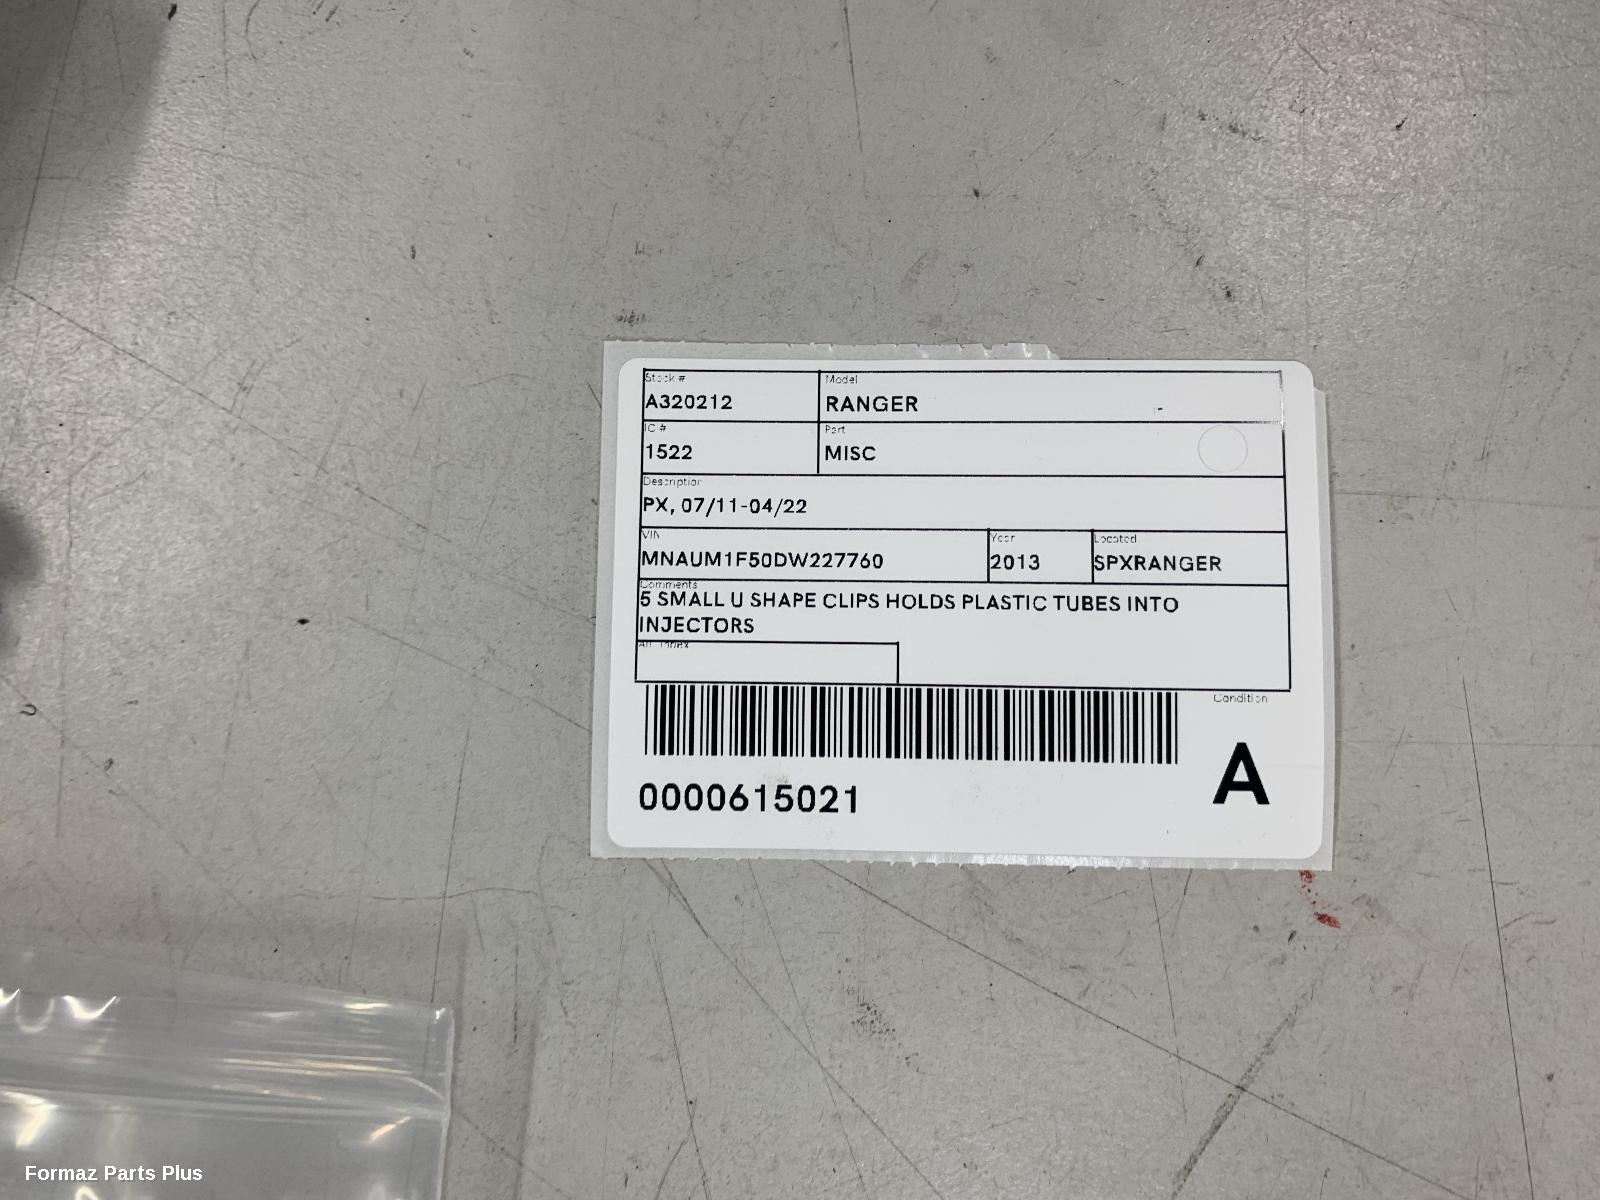 Stock #
A320212
Model
RANGER
IC #
1522
Part
MISC
Description
PX, 07/11-04/22
VIN
MNAUM1F50DW227760
Year
2013
Located
SPXRANGER
Comments
5 SMALL U SHAPE CLIPS HOLDS PLASTIC TUBES INTO
INJECTORS
Condition
A
0000615021
Formaz Parts Plus